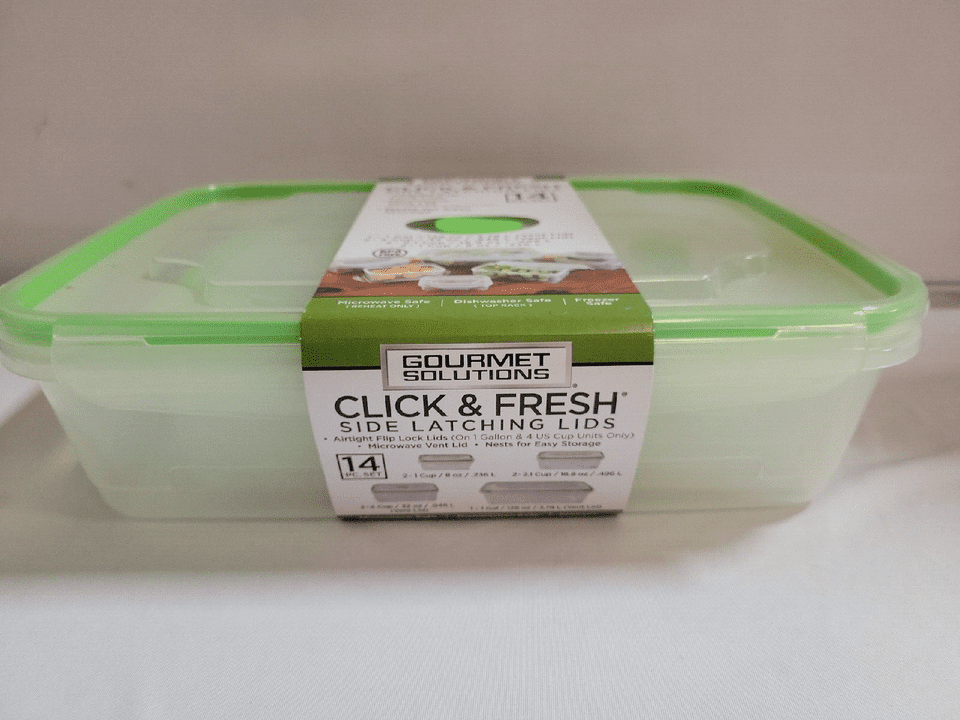 CLICK & FRESH
14
Microwave Safe | Dishwasher Safe | Freezer Safe
(REHEAT ONLY) (TOP RACK)
GOURMET
SOLUTIONS®
CLICK & FRESH®
SIDE LATCHING LIDS
• Airtight Flip Lock Lids (On 1 Gallon & 4 US Cup Units Only)
• Microwave Vent Lid • Nests for Easy Storage
14
PC. SET
2-1 Cup / 8 oz / .236 L
2-2.1 Cup / 16.8 oz / .496 L